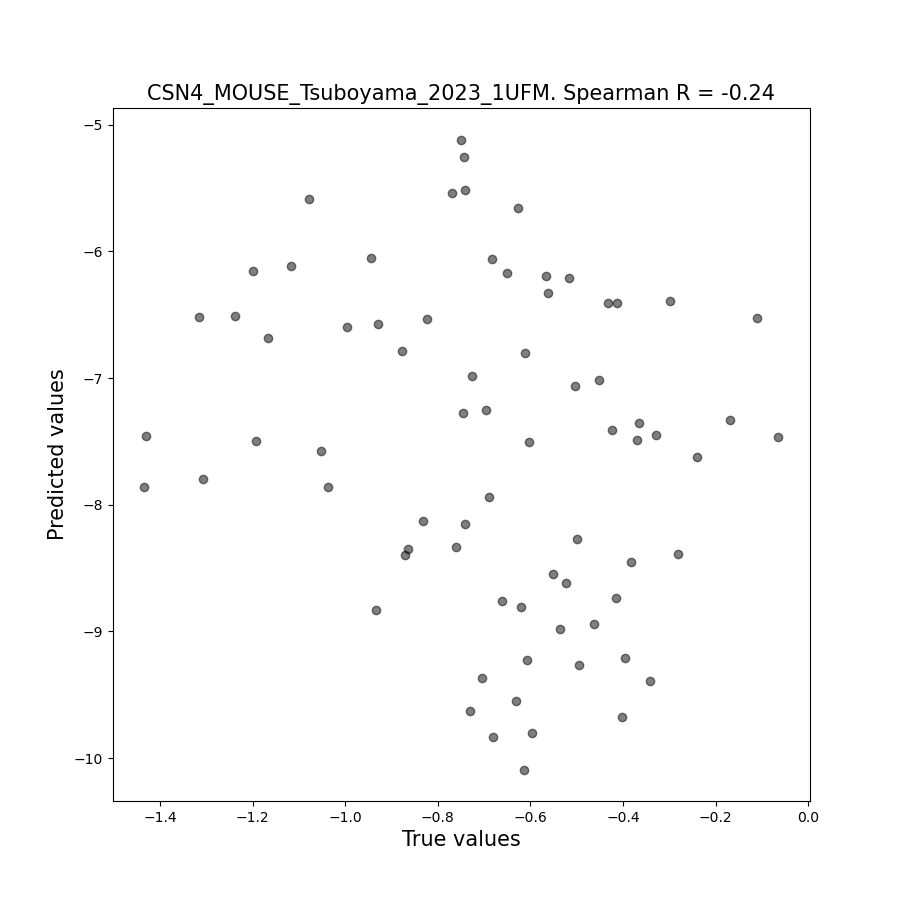 CSN4_MOUSE_Tsuboyama_2023_1UFM. Spearman R = -0.24
−5
−6
−7
−8
−9
−10
Predicted values
−1.4 −1.2 −1.0 −0.8 −0.6 −0.4 −0.2 0.0
True values